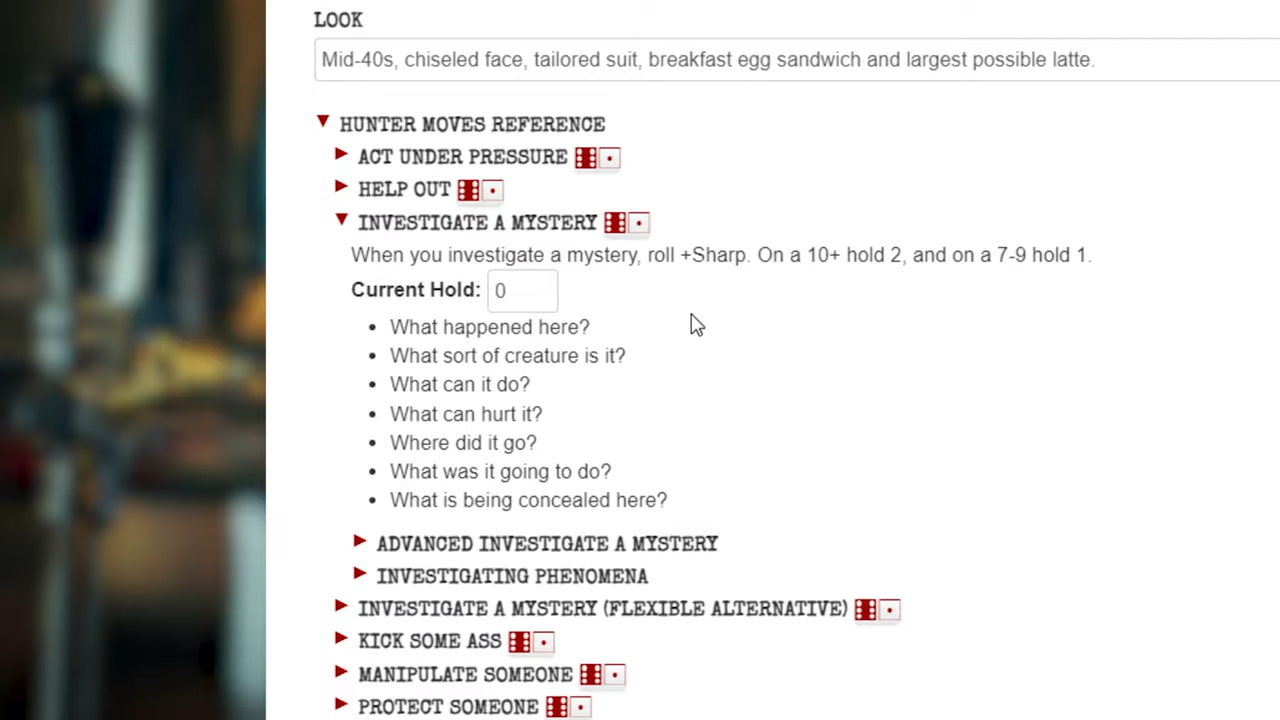 LOOK
Mid-40s, chiseled face, tailored suit, breakfast egg sandwich and largest possible latte.
HUNTER MOVES REFERENCE
ACT UNDER PRESSURE
HELP OUT
INVESTIGATE A MYSTERY
When you investigate a mystery, roll +Sharp. On a 10+ hold 2, and on a 7-9 hold 1.
Current Hold: 0
• What happened here?
• What sort of creature is it?
• What can it do?
• What can hurt it?
• Where did it go?
• What was it going to do?
• What is being concealed here?
ADVANCED INVESTIGATE A MYSTERY
INVESTIGATING PHENOMENA
INVESTIGATE A MYSTERY (FLEXIBLE ALTERNATIVE)
KICK SOME ASS
MANIPULATE SOMEONE
PROTECT SOMEONE